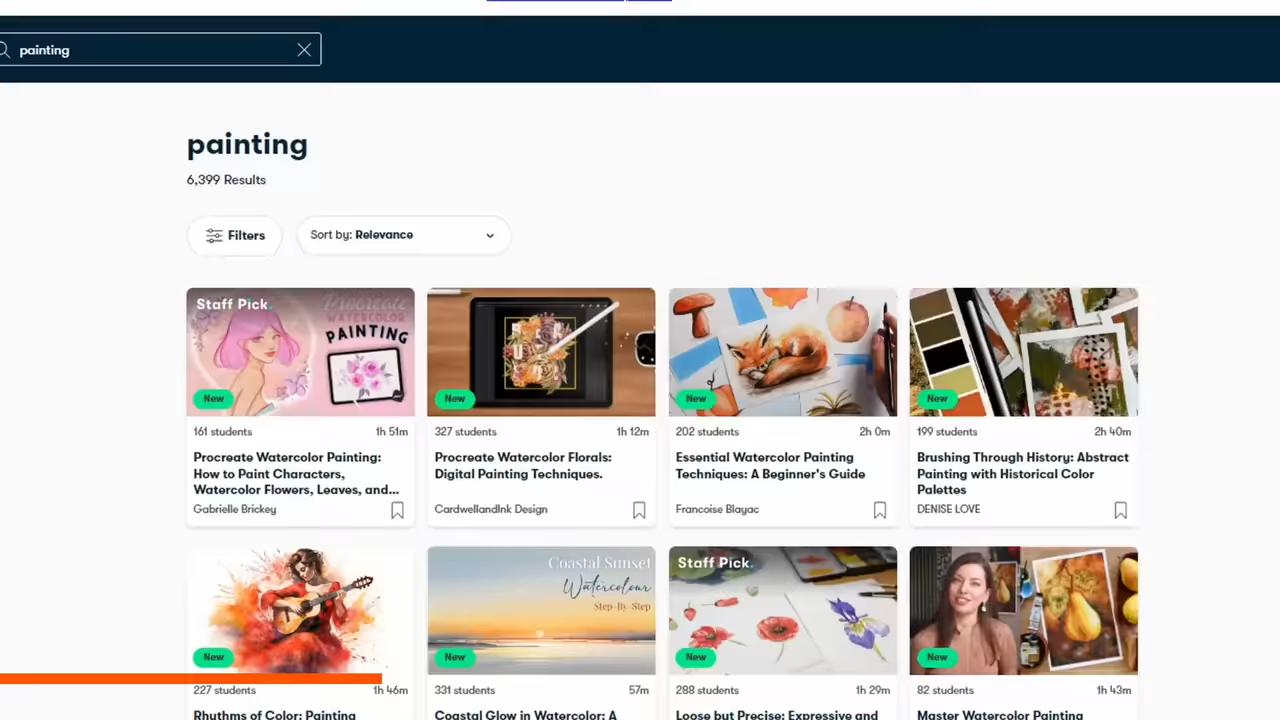 painting
painting
6,399 Results
Filters
Sort by: Relevance
Staff Pick.
Procreate
WATERCOLOR
PAINTING
New
New
New
New
161 students
1h 51m
327 students
1h 12m
202 students
2h 0m
199 students
2h 40m
Procreate Watercolor Painting:
How to Paint Characters,
Watercolor Flowers, Leaves, and...
Gabrielle Brickey
Procreate Watercolor Florals:
Digital Painting Techniques.
CardwellandInk Design
Essential Watercolor Painting
Techniques: A Beginner's Guide
Francoise Blayac
Brushing Through History: Abstract
Painting with Historical Color
Palettes
DENISE LOVE
Coastal Sunset
Watercolour
Step-By-Step
Staff Pick.
New
New
New
New
227 students
1h 46m
331 students
57m
288 students
1h 29m
82 students
1h 43m
Rhythms of Color: Painting
Coastal Glow in Watercolor: A
Loose but Precise: Expressive and
Master Watercolor Painting